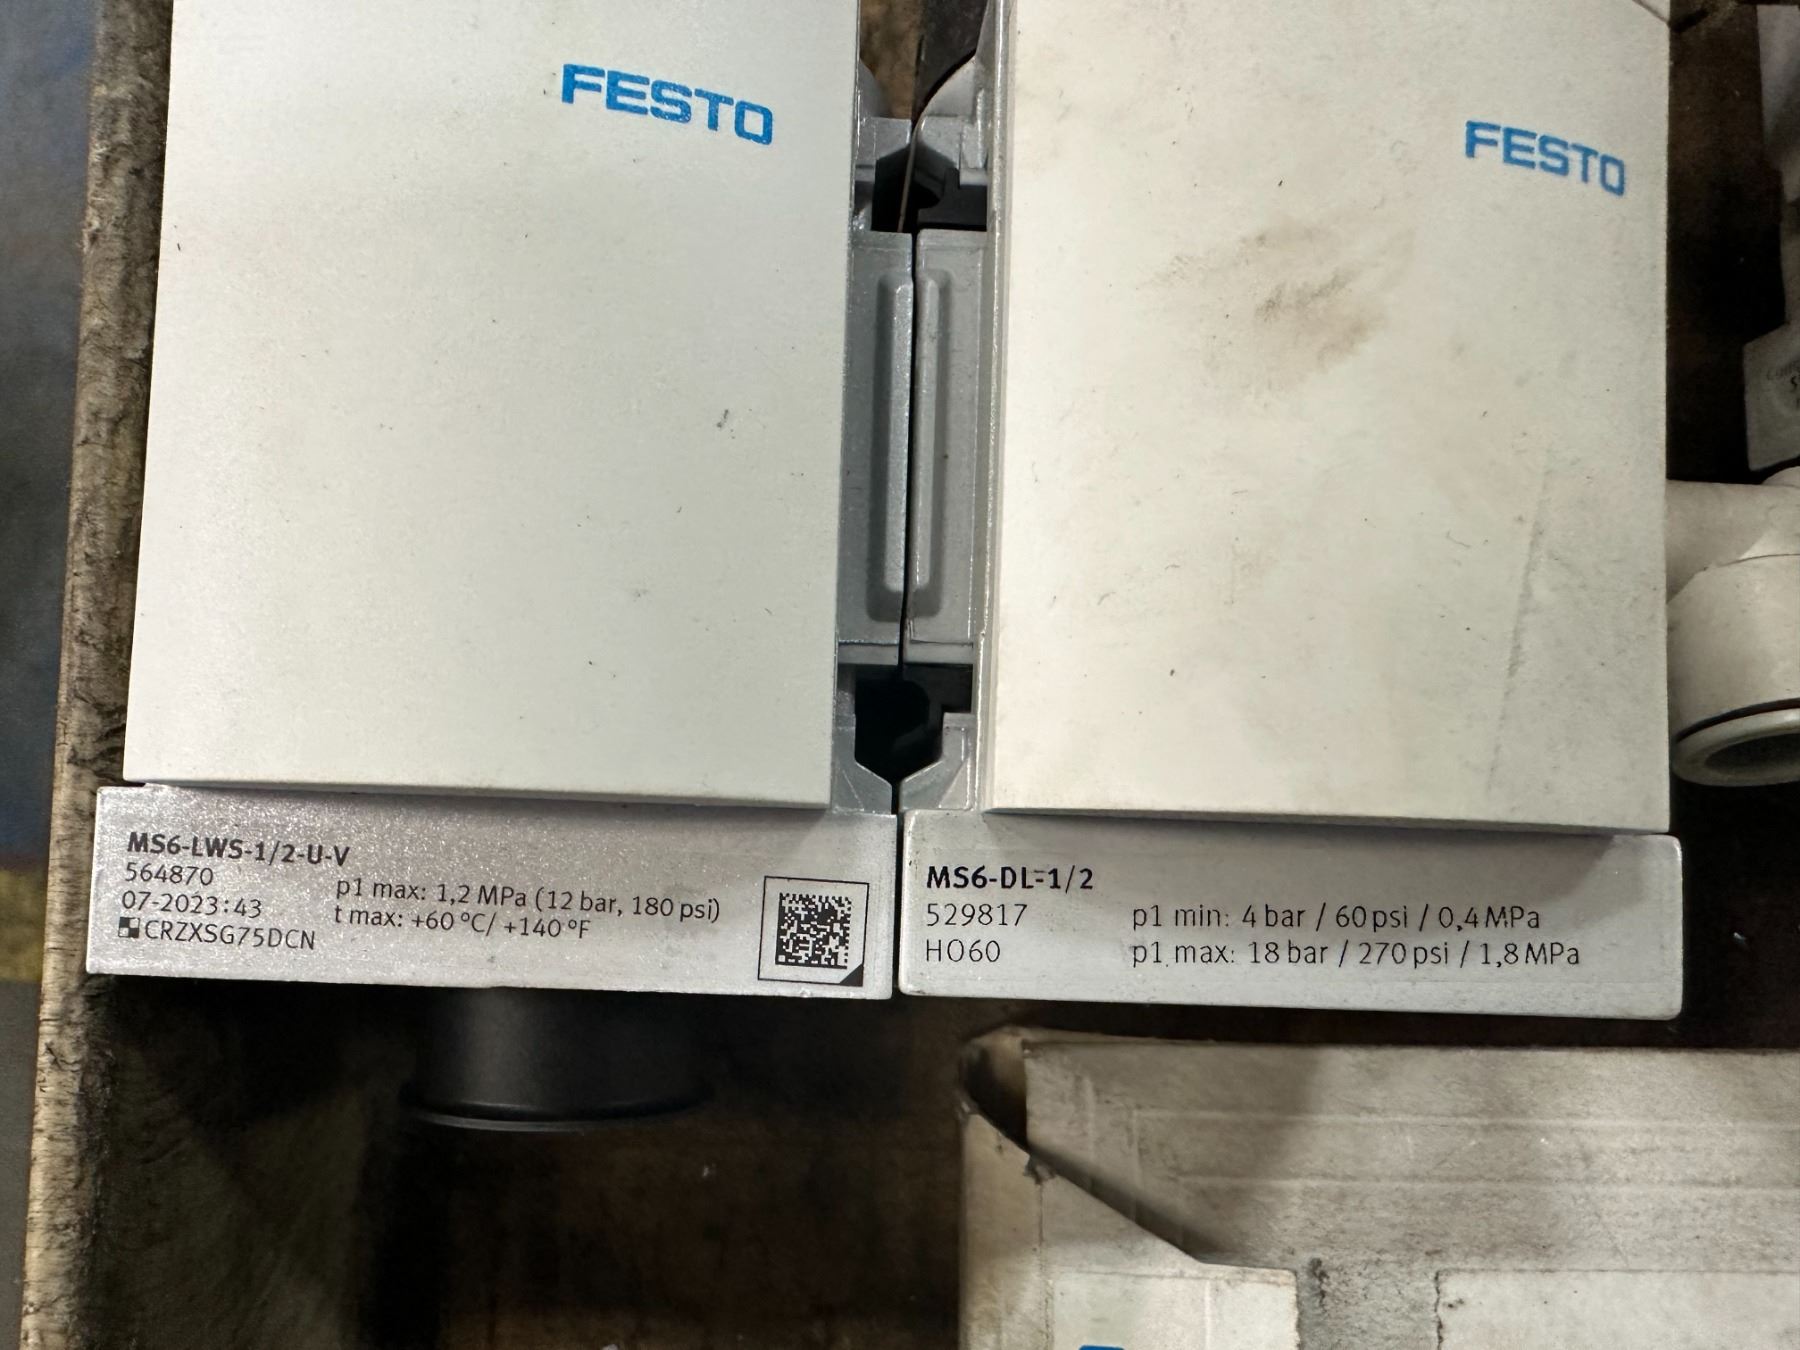 FESTO
FESTO
MS6-LWS-1/2-U-V
564870
07-2023:43
CRZXSG75DCN
p1 max: 1,2 MPa (12 bar, 180 psi)
t max: +60 °C/ +140 °F
MS6-DL-1/2
529817
HO60
p1 min: 4 bar / 60 psi / 0,4 MPa
p1 max: 18 bar / 270 psi / 1,8 MPa